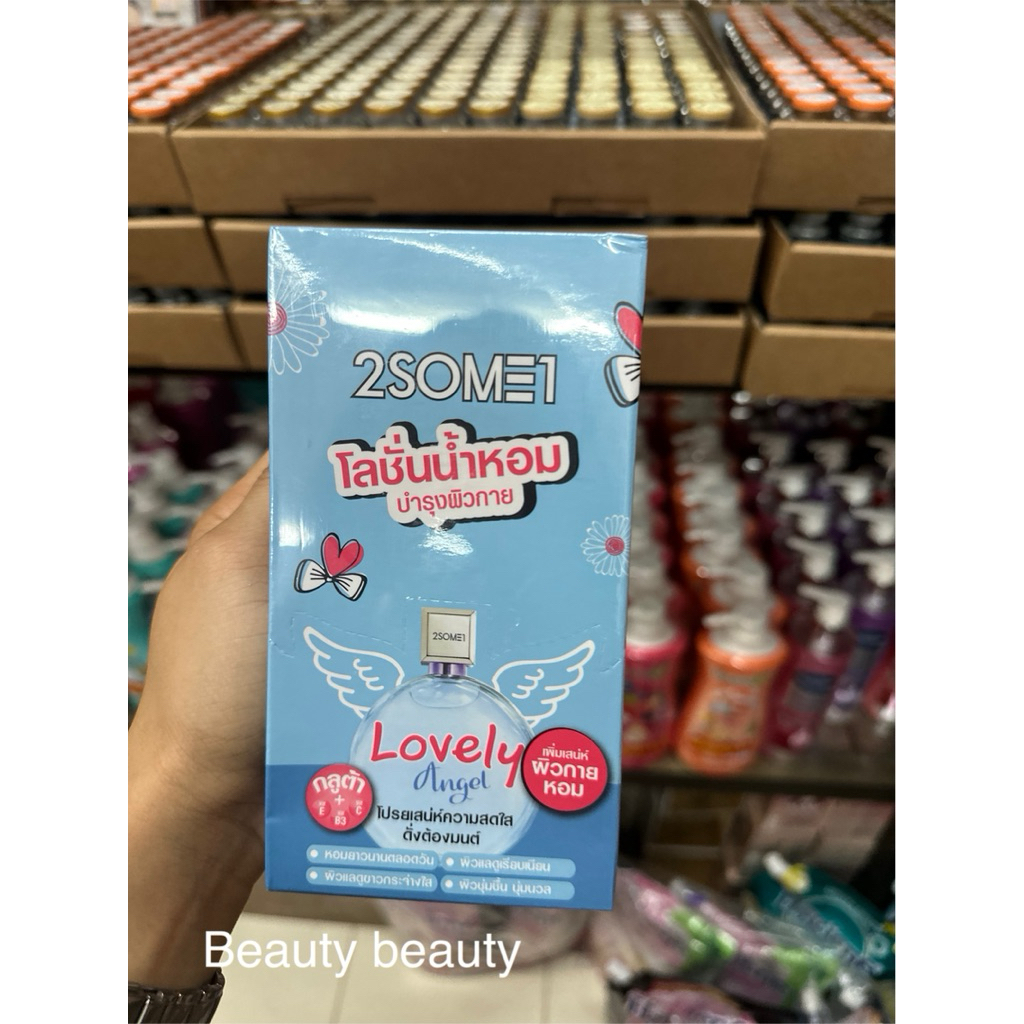 2SOME1
โลชั่นน้ำหอม
บำรุงผิวกาย
2SOME1
Lovely
Angel
เพิ่มเสน่ห์
ผิวกาย
หอม
กลูต้า
+
E B3 C
โปรยเสน่ห์ความสดใส
ดั่งต้องมนต์
หอมยาวนานตลอดวัน
ผิวแลดูเรียบเนียน
ผิวแลดูขาวกระจ่างใส
ผิวนุ่มชื้น นุ่มนวล
Beauty beauty